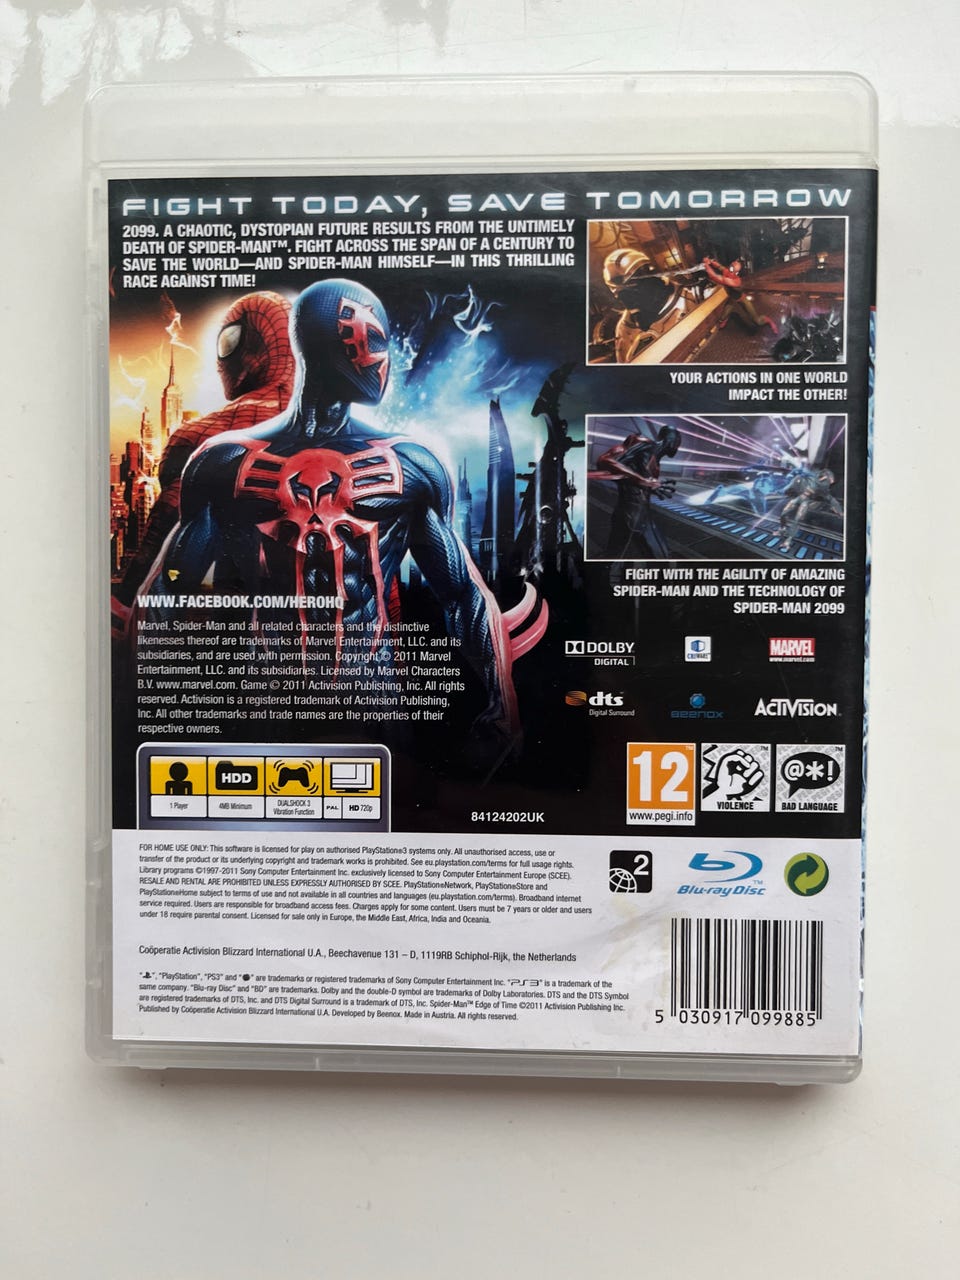 FIGHT TODAY, SAVE TOMORROW
2099. A CHAOTIC, DYSTOPIAN FUTURE RESULTS FROM THE UNTIMELY
DEATH OF SPIDER-MAN™. FIGHT ACROSS THE SPAN OF A CENTURY TO
SAVE THE WORLD—AND SPIDER-MAN HIMSELF—IN THIS THRILLING
RACE AGAINST TIME!
YOUR ACTIONS IN ONE WORLD
IMPACT THE OTHER!
FIGHT WITH THE AGILITY OF AMAZING
SPIDER-MAN AND THE TECHNOLOGY OF
SPIDER-MAN 2099
WWW.FACEBOOK.COM/HEROHQ
Marvel, Spider-Man and all related characters and the distinctive
likenesses thereof are trademarks of Marvel Entertainment, LLC. and its
subsidiaries, and are used with permission. Copyright © 2011 Marvel
Entertainment, LLC. and its subsidiaries. Licensed by Marvel Characters
B.V. www.marvel.com. Game © 2011 Activision Publishing, Inc. All rights
reserved. Activision is a registered trademark of Activision Publishing,
Inc. All other trademarks and trade names are the properties of their
respective owners.
DOLBY
DIGITAL
CRIWARE
MARVEL
www.marvel.com
dts
Digital Surround
BEENOX
ACTIVISION
HDD
1 Player
4MB Minimum
DUALSHOCK 3
Vibration Function
PAL
HD 720p
84124202UK
12
www.pegi.info
VIOLENCE
@*!
BAD LANGUAGE
FOR HOME USE ONLY: This software is licensed for play on authorised PlayStation®3 systems only. All unauthorised access, use or
transfer of the product or its underlying copyright and trademark works is prohibited. See eu.playstation.com/terms for full usage rights.
Library programs ©1997-2011 Sony Computer Entertainment Inc. exclusively licensed to Sony Computer Entertainment Europe (SCEE).
RESALE AND RENTAL ARE PROHIBITED UNLESS EXPRESSLY AUTHORISED BY SCEE. PlayStation®Network, PlayStation®Store and
PlayStation®Home subject to terms of use and not available in all countries and languages (eu.playstation.com/terms). Broadband internet
service required. Users are responsible for broadband access fees. Charges apply for some content. Users must be 7 years or older and users
under 18 require parental consent. Licensed for sale only in Europe, the Middle East, Africa, India and Oceania.
2
Blu-ray Disc™
Coöperatie Activision Blizzard International U.A., Beechavenue 131 – D, 1119RB Schiphol-Rijk, the Netherlands
"", "PlayStation", "PS3" and "" are trademarks or registered trademarks of Sony Computer Entertainment Inc. "PS3" is a trademark of the
same company. "Blu-ray Disc" and "BD" are trademarks. Dolby and the double-D symbol are trademarks of Dolby Laboratories. DTS and the DTS Symbol
are registered trademarks of DTS, Inc. and DTS Digital Surround is a trademark of DTS, Inc. Spider-Man™ Edge of Time ©2011 Activision Publishing Inc.
Published by Coöperatie Activision Blizzard International U.A. Developed by Beenox. Made in Austria. All rights reserved.
5 030917 099885